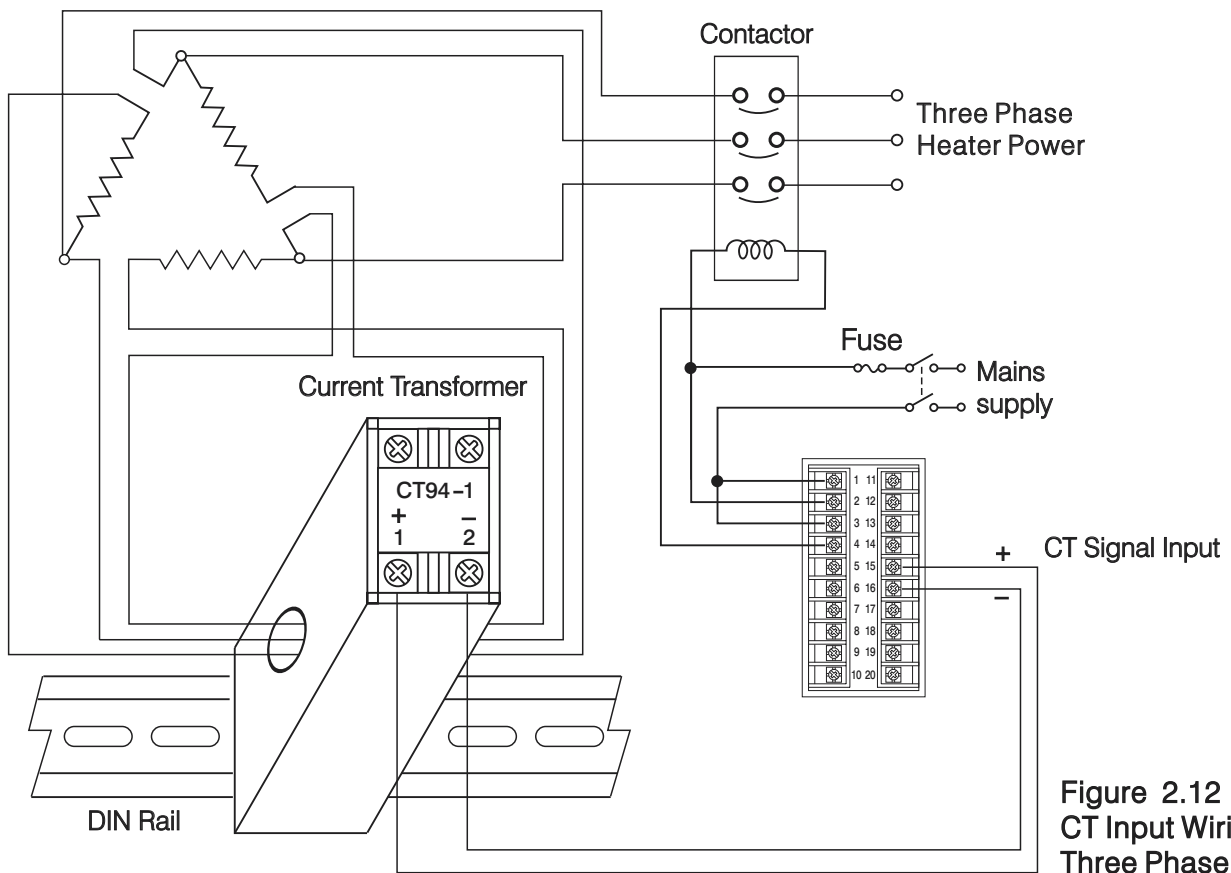 Contactor
Three Phase
Heater Power
Fuse
Mains
supply
Current Transformer
CT94-1
+ −
1 2
1 11
2 12
3 13
4 14
5 15
6 16
7 17
8 18
9 19
10 20
+
CT Signal Input
−
DIN Rail
Figure 2.12
CT Input Wiri
Three Phase